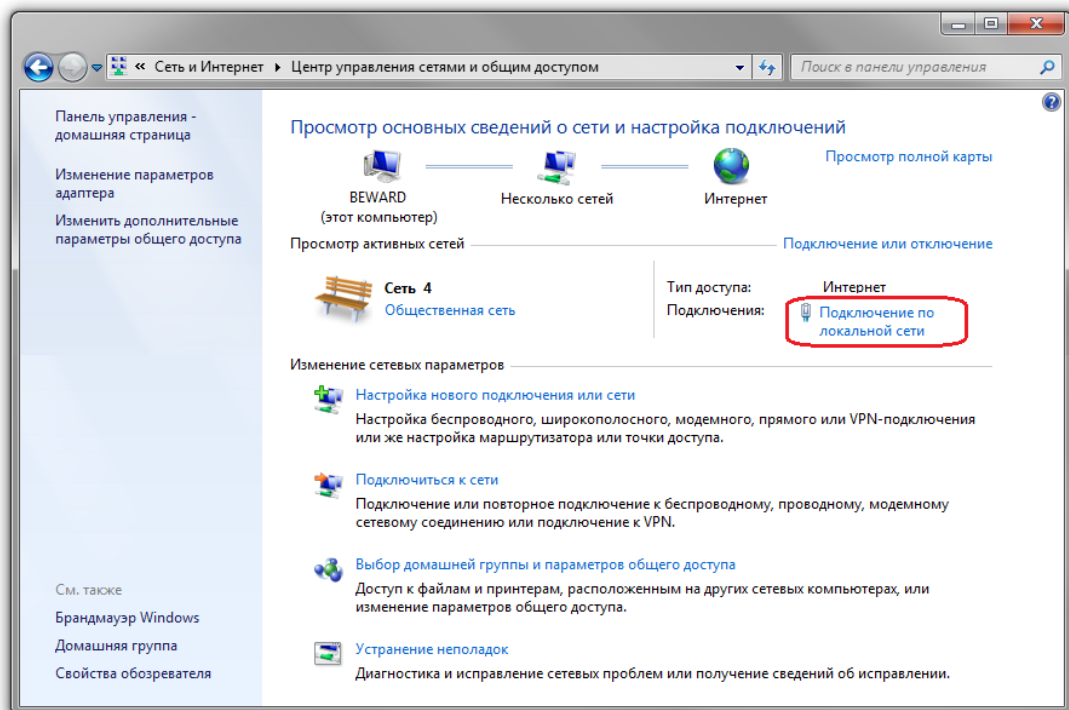 « Сеть и Интернет ▸ Центр управления сетями и общим доступом
Поиск в панели управления
Панель управления -
домашняя страница
Изменение параметров
адаптера
Изменить дополнительные
параметры общего доступа
См. также
Брандмауэр Windows
Домашняя группа
Свойства обозревателя
Просмотр основных сведений о сети и настройка подключений
Просмотр полной карты
BEWARD
(этот компьютер)
Несколько сетей
Интернет
Просмотр активных сетей
Подключение или отключение
Сеть 4
Общественная сеть
Тип доступа: Интернет
Подключения: Подключение по
локальной сети
Изменение сетевых параметров
Настройка нового подключения или сети
Настройка беспроводного, широкополосного, модемного, прямого или VPN-подключения
или же настройка маршрутизатора или точки доступа.
Подключиться к сети
Подключение или повторное подключение к беспроводному, проводному, модемному
сетевому соединению или подключение к VPN.
Выбор домашней группы и параметров общего доступа
Доступ к файлам и принтерам, расположенным на других сетевых компьютерах, или
изменение параметров общего доступа.
Устранение неполадок
Диагностика и исправление сетевых проблем или получение сведений об исправлении.